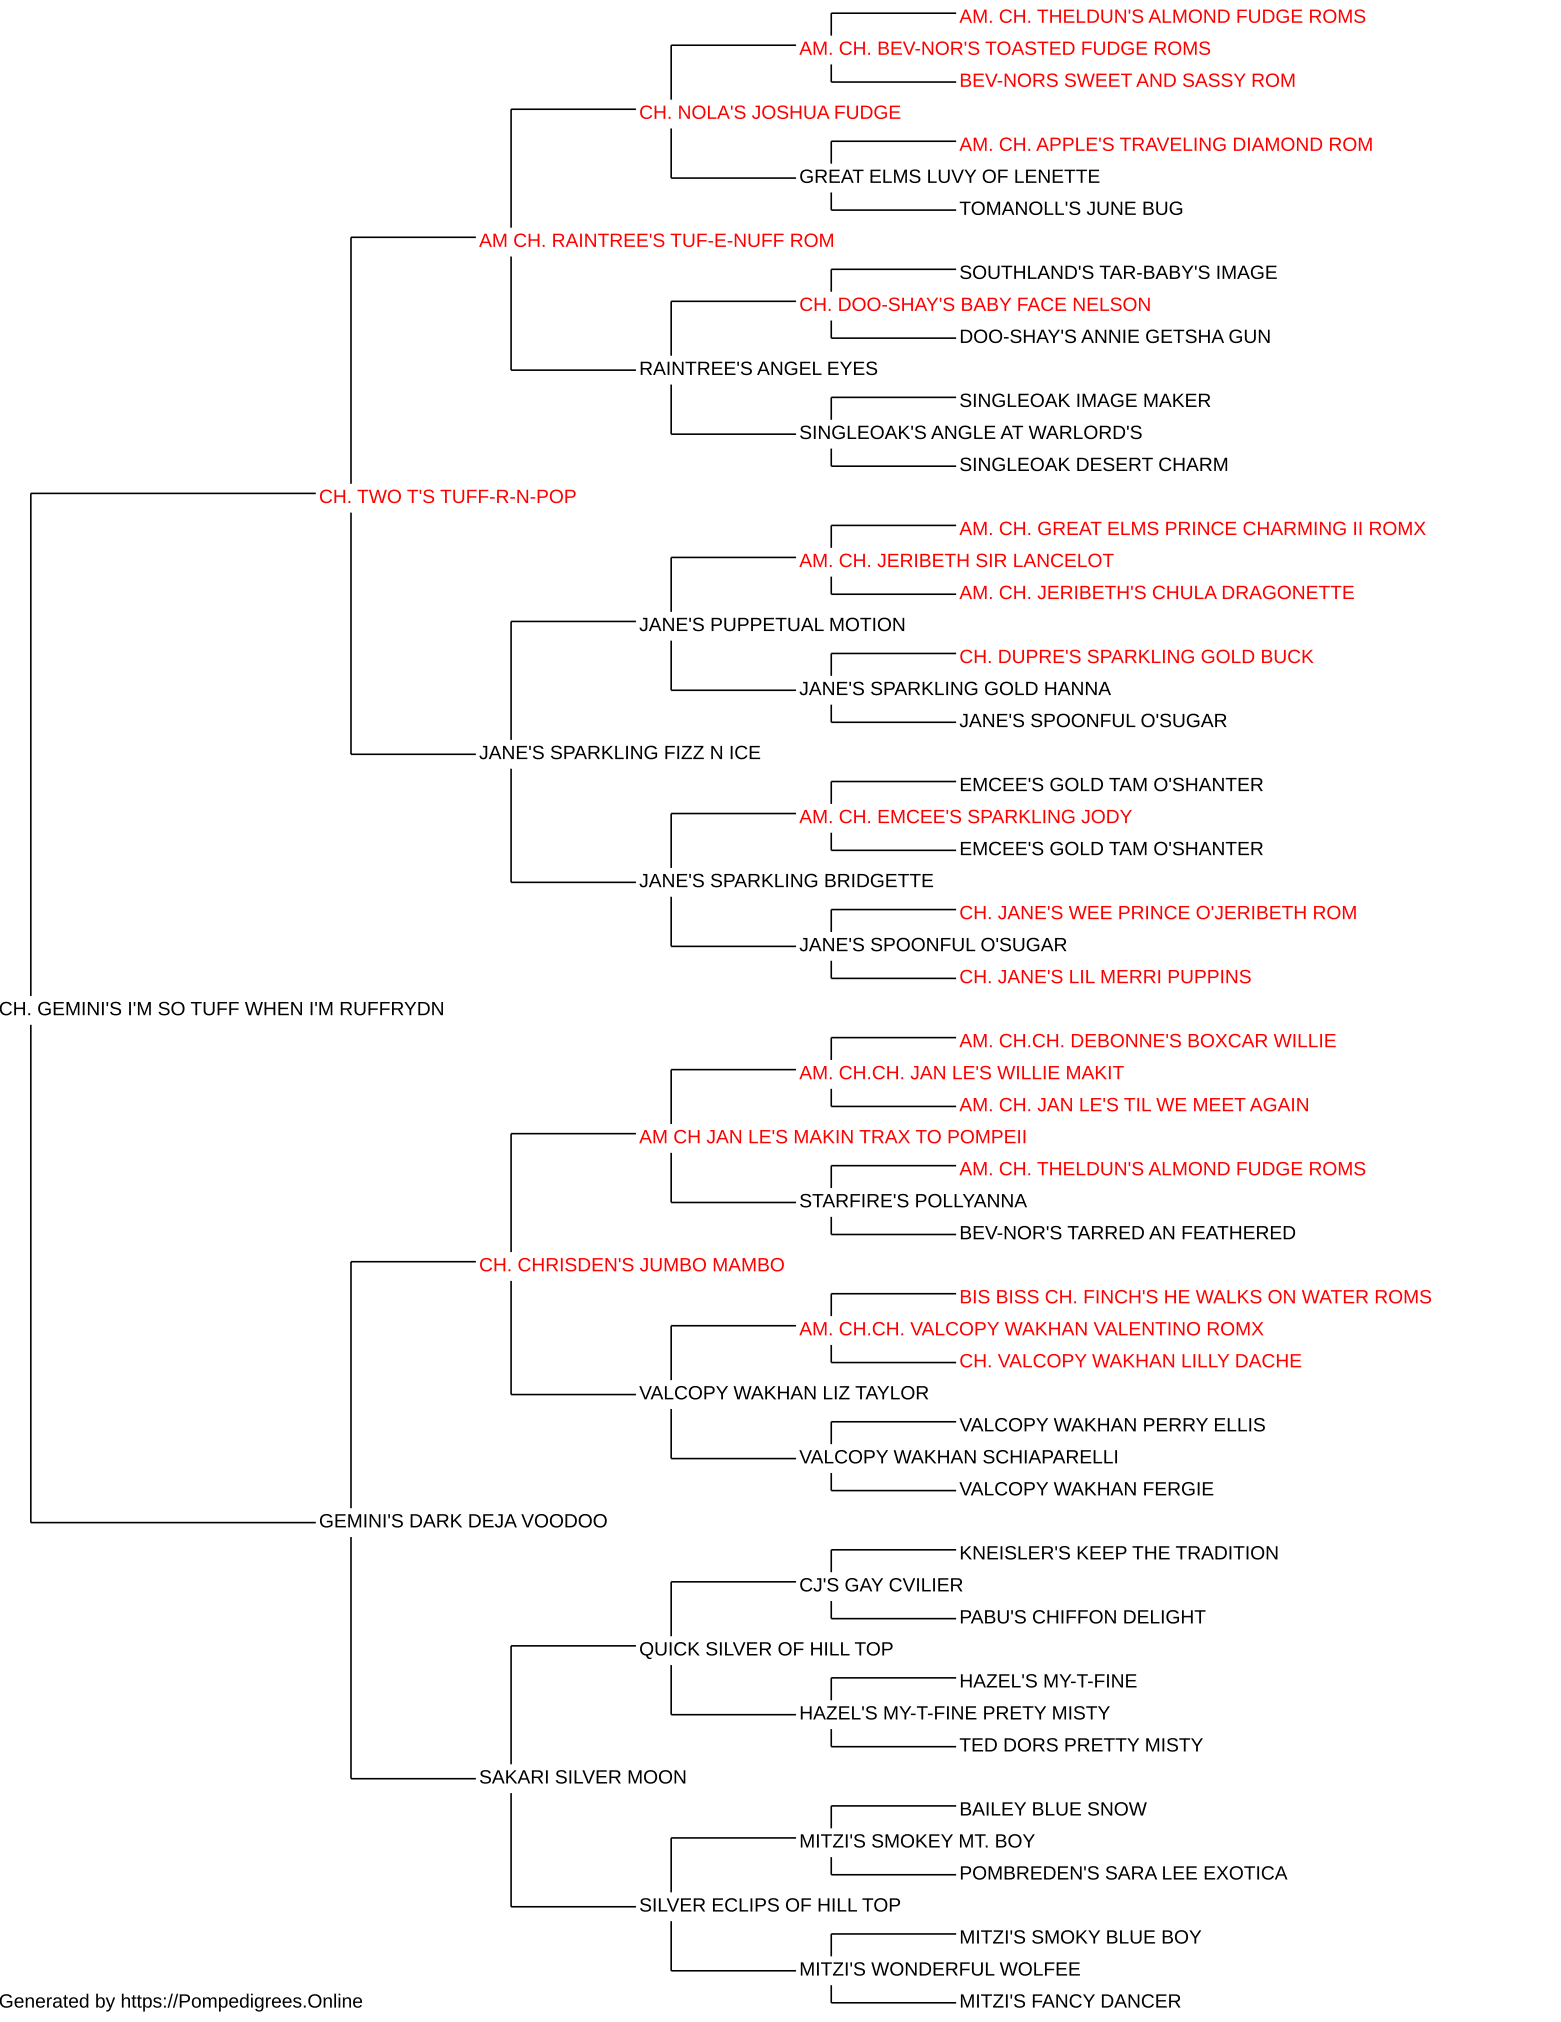 AM. CH. THELDUN'S ALMOND FUDGE ROMS
AM. CH. BEV-NOR'S TOASTED FUDGE ROMS
BEV-NORS SWEET AND SASSY ROM
CH. NOLA'S JOSHUA FUDGE
AM. CH. APPLE'S TRAVELING DIAMOND ROM
GREAT ELMS LUVY OF LENETTE
TOMANOLL'S JUNE BUG
AM CH. RAINTREE'S TUF-E-NUFF ROM
SOUTHLAND'S TAR-BABY'S IMAGE
CH. DOO-SHAY'S BABY FACE NELSON
DOO-SHAY'S ANNIE GETSHA GUN
RAINTREE'S ANGEL EYES
SINGLEOAK IMAGE MAKER
SINGLEOAK'S ANGLE AT WARLORD'S
SINGLEOAK DESERT CHARM
CH. TWO T'S TUFF-R-N-POP
AM. CH. GREAT ELMS PRINCE CHARMING II ROMX
AM. CH. JERIBETH SIR LANCELOT
AM. CH. JERIBETH'S CHULA DRAGONETTE
JANE'S PUPPETUAL MOTION
CH. DUPRE'S SPARKLING GOLD BUCK
JANE'S SPARKLING GOLD HANNA
JANE'S SPOONFUL O'SUGAR
JANE'S SPARKLING FIZZ N ICE
EMCEE'S GOLD TAM O'SHANTER
AM. CH. EMCEE'S SPARKLING JODY
EMCEE'S GOLD TAM O'SHANTER
JANE'S SPARKLING BRIDGETTE
CH. JANE'S WEE PRINCE O'JERIBETH ROM
JANE'S SPOONFUL O'SUGAR
CH. JANE'S LIL MERRI PUPPINS
CH. GEMINI'S I'M SO TUFF WHEN I'M RUFFRYDN
AM. CH.CH. DEBONNE'S BOXCAR WILLIE
AM. CH.CH. JAN LE'S WILLIE MAKIT
AM. CH. JAN LE'S TIL WE MEET AGAIN
AM CH JAN LE'S MAKIN TRAX TO POMPEII
AM. CH. THELDUN'S ALMOND FUDGE ROMS
STARFIRE'S POLLYANNA
BEV-NOR'S TARRED AN FEATHERED
CH. CHRISDEN'S JUMBO MAMBO
BIS BISS CH. FINCH'S HE WALKS ON WATER ROMS
AM. CH.CH. VALCOPY WAKHAN VALENTINO ROMX
CH. VALCOPY WAKHAN LILLY DACHE
VALCOPY WAKHAN LIZ TAYLOR
VALCOPY WAKHAN PERRY ELLIS
VALCOPY WAKHAN SCHIAPARELLI
VALCOPY WAKHAN FERGIE
GEMINI'S DARK DEJA VOODOO
KNEISLER'S KEEP THE TRADITION
CJ'S GAY CVILIER
PABU'S CHIFFON DELIGHT
QUICK SILVER OF HILL TOP
HAZEL'S MY-T-FINE
HAZEL'S MY-T-FINE PRETY MISTY
TED DORS PRETTY MISTY
SAKARI SILVER MOON
BAILEY BLUE SNOW
MITZI'S SMOKEY MT. BOY
POMBREDEN'S SARA LEE EXOTICA
SILVER ECLIPS OF HILL TOP
MITZI'S SMOKY BLUE BOY
MITZI'S WONDERFUL WOLFEE
MITZI'S FANCY DANCER
Generated by https://Pompedigrees.Online